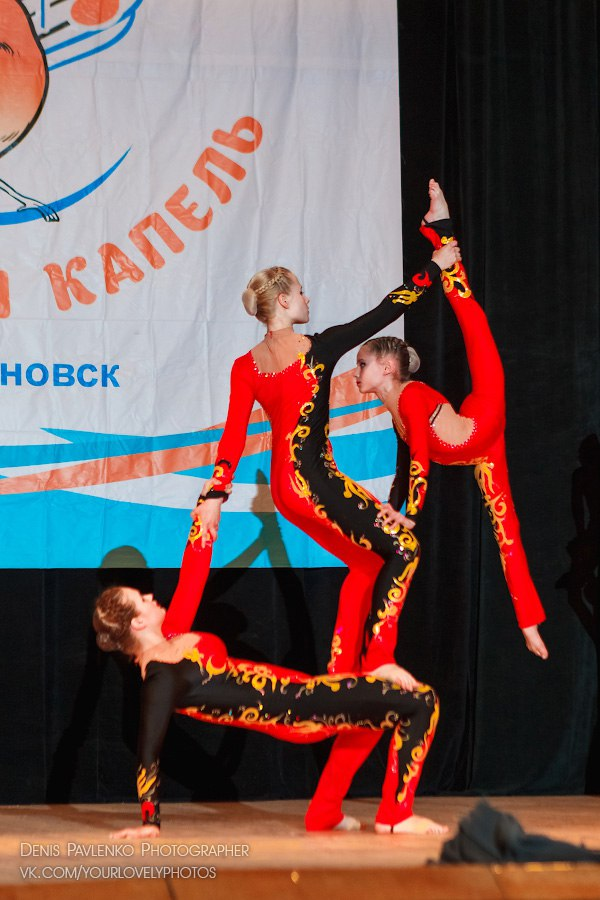 КАПЕЛЬ
НОВСК
Denis Pavlenko Photographer
vk.com/yourlovelyphotos